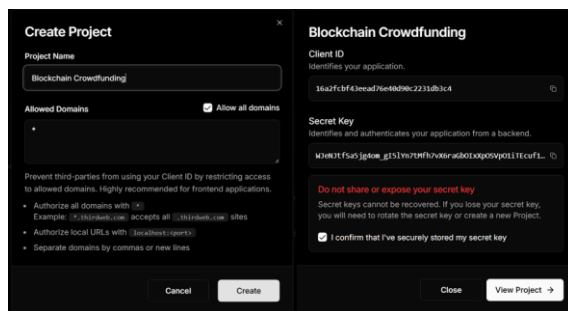 Create Project
Project Name
Blockchain Crowdfunding
Allowed Domains
Allow all domains
*
Prevent third-parties from using your Client ID by restricting access
to allowed domains. Highly recommended for frontend applications.
• Authorize all domains with *
Example: *.thirdweb.com accepts all .thirdweb.com sites
• Authorize local URLs with localhost:<port>
• Separate domains by commas or new lines
Cancel
Create
Blockchain Crowdfunding
Client ID
Identifies your application.
16a2fcbf43eead76e40d90c2231db3c4
Secret Key
Identifies and authenticates your application from a backend.
Do not share or expose your secret key
Secret keys cannot be recovered. If you lose your secret key,
you will need to rotate the secret key or create a new Project.
I confirm that I've securely stored my secret key
Close
View Project →